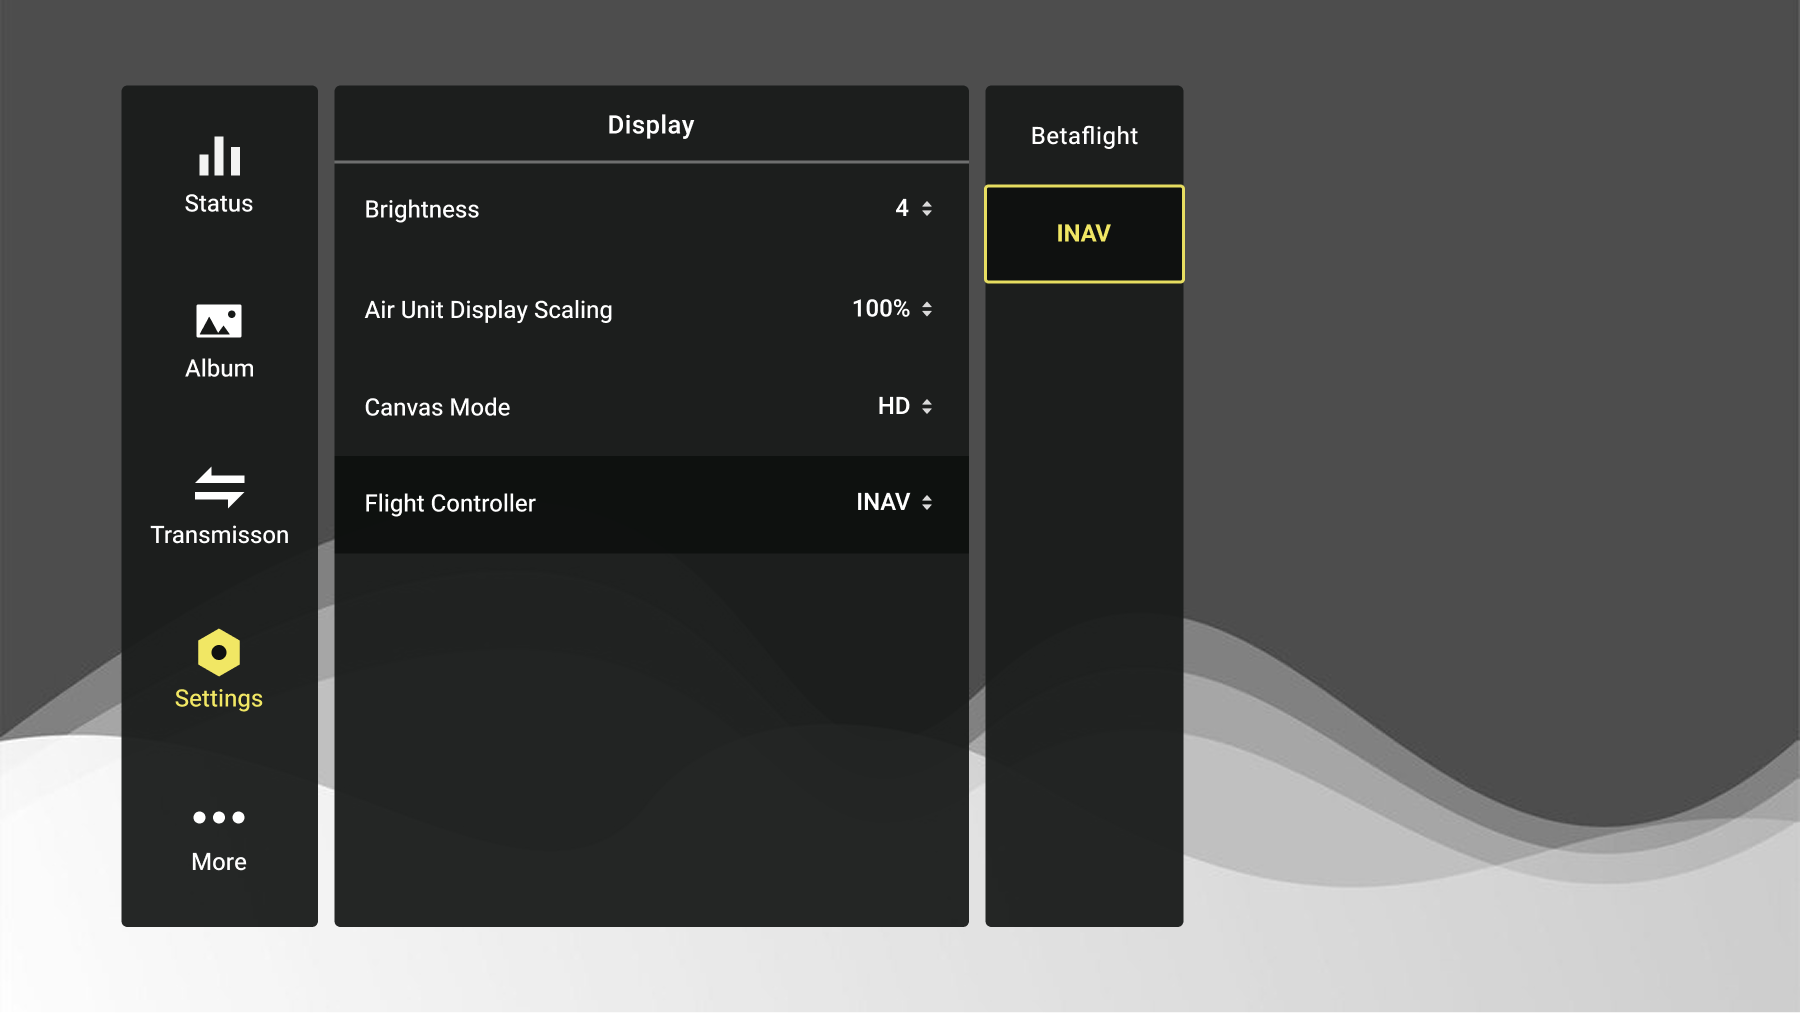 Status
Album
Transmisson
Settings
More
Display
Brightness 4
Air Unit Display Scaling 100%
Canvas Mode HD
Flight Controller INAV
Betaflight
INAV